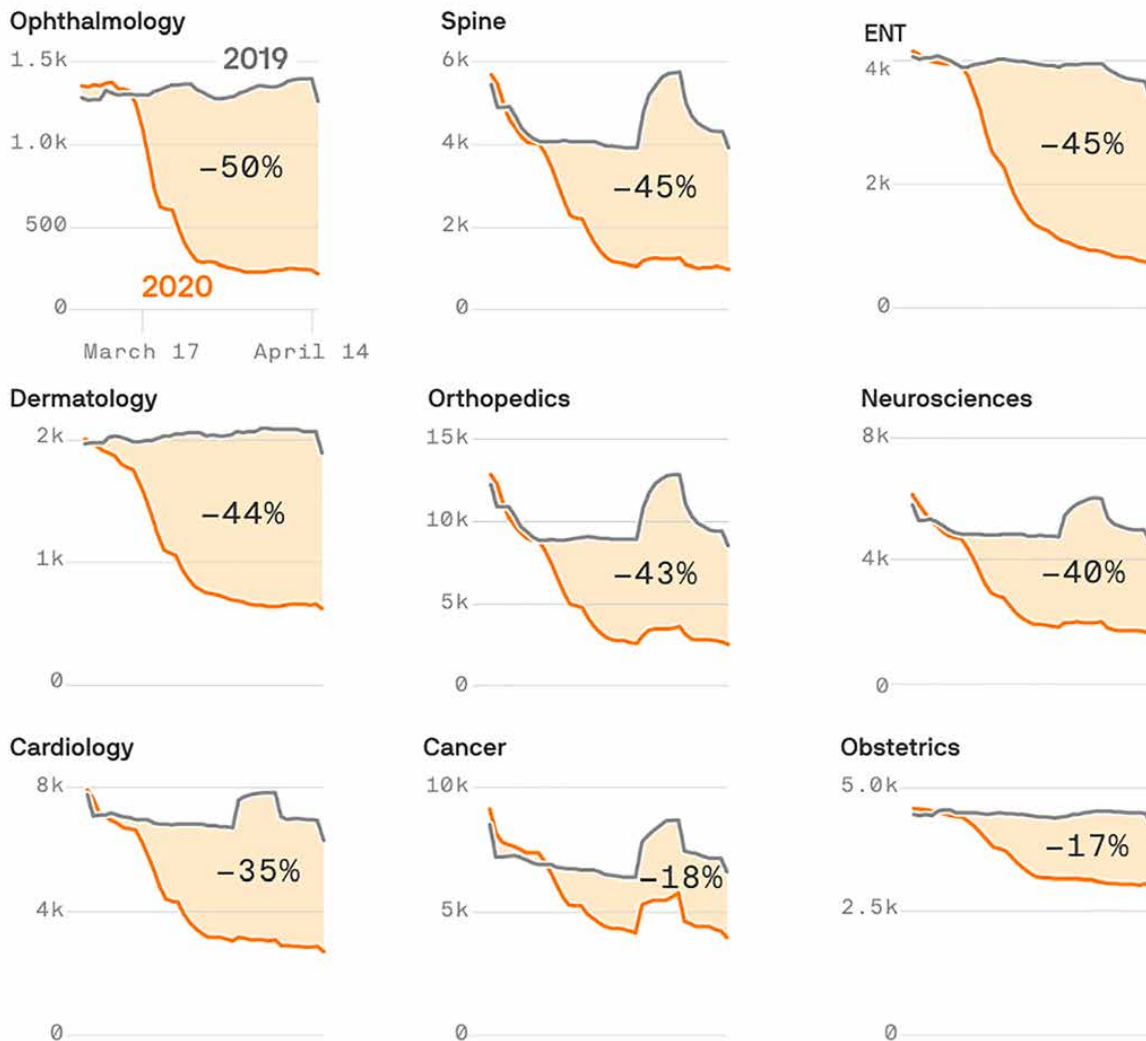 Ophthalmology
1.5k
2019
1.0k
-50%
500
2020
0
March 17
April 14
Spine
6k
4k
-45%
2k
0
ENT
4k
-45%
2k
0
Dermatology
2k
-44%
1k
0
Orthopedics
15k
10k
-43%
5k
0
Neurosciences
8k
4k
-40%
0
Cardiology
8k
-35%
4k
0
Cancer
10k
-18%
5k
0
Obstetrics
5.0k
-17%
2.5k
0